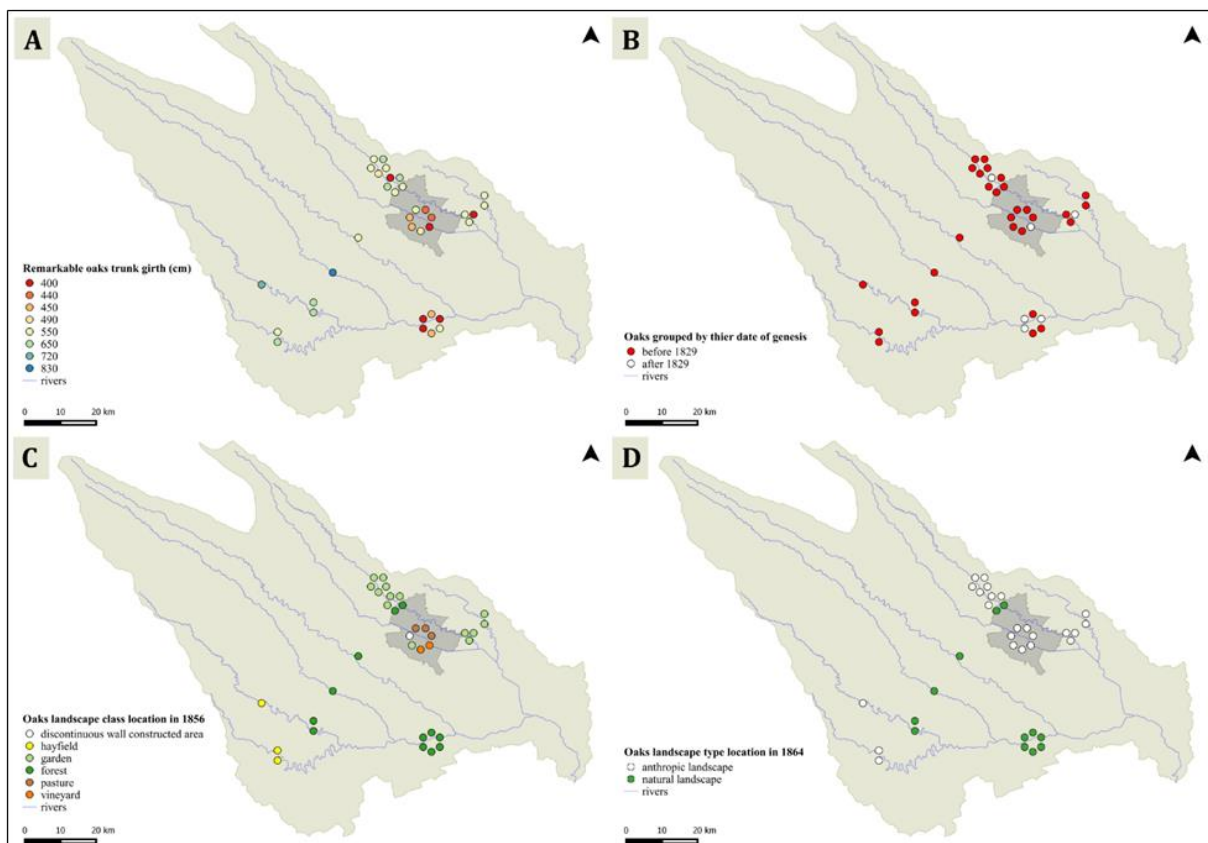 A
Remarkable oaks trunk girth (cm)
400
440
450
490
550
650
720
830
rivers
0 10 20 km
B
Oaks grouped by thier date of genesis
before 1829
after 1829
rivers
0 10 20 km
C
Oaks landscape class location in 1856
discontinuous wall constructed area
hayfield
garden
forest
pasture
vineyard
rivers
0 10 20 km
D
Oaks landscape type location in 1864
anthropic landscape
natural landscape
rivers
0 10 20 km